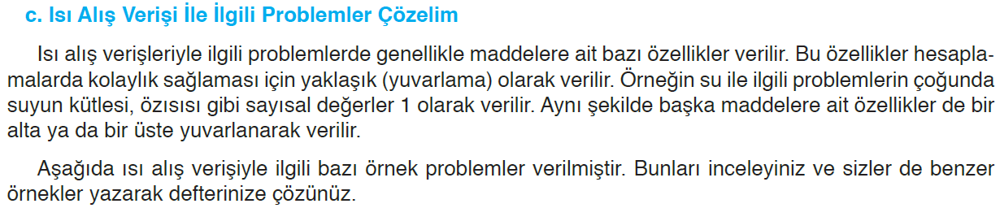 c. Isı Alış Verişi İle İlgili Problemler Çözelim
Isı alış verişleriyle ilgili problemlerde genellikle maddelere ait bazı özellikler verilir. Bu özellikler hesapla-
malarda kolaylık sağlaması için yaklaşık (yuvarlama) olarak verilir. Örneğin su ile ilgili problemlerin çoğunda
suyun kütlesi, özısısı gibi sayısal değerler 1 olarak verilir. Aynı şekilde başka maddelere ait özellikler de bir
alta ya da bir üste yuvarlanarak verilir.
Aşağıda ısı alış verişiyle ilgili bazı örnek problemler verilmiştir. Bunları inceleyiniz ve sizler de benzer
örnekler yazarak defterinize çözünüz.